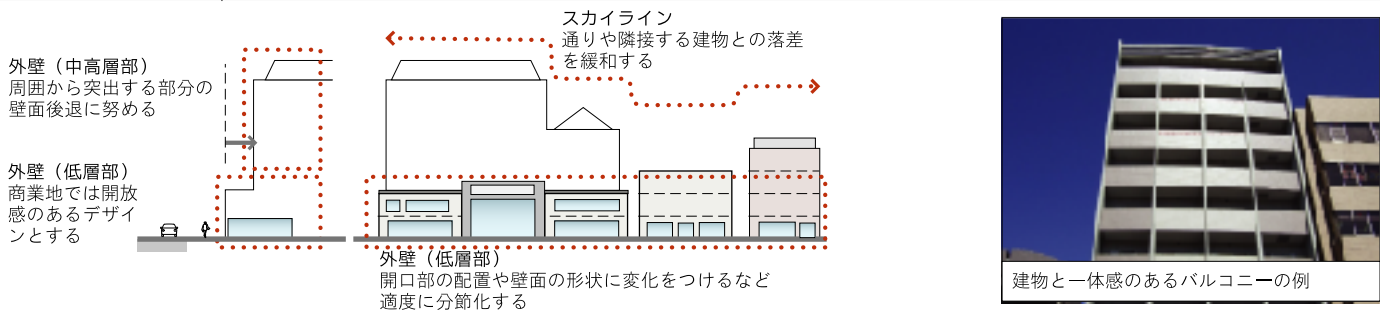 スカイライン
通りや隣接する建物との落差
を緩和する
外壁（中高層部）
周囲から突出する部分の
壁面後退に努める
外壁（低層部）
商業地では開放
感のあるデザイ
ンとする
外壁（低層部）
開口部の配置や壁面の形状に変化をつけるなど
適度に分節化する
建物と一体感のあるバルコニーの例